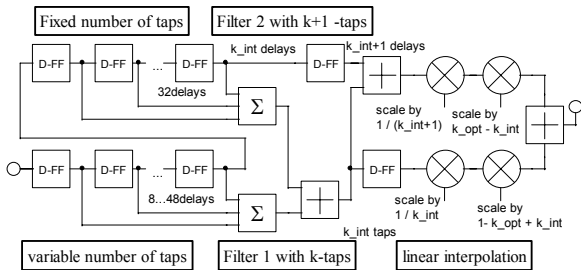 Fixed number of taps
Filter 2 with k+1 -taps
k_int delays
k_int+1 delays
D-FF
D-FF
...
D-FF
D-FF
32delays
Σ
scale by
1 / (k_int+1)
scale by
k_opt - k_int
D-FF
D-FF
...
D-FF
D-FF
8...48delays
Σ
scale by
1 / k_int
scale by
1- k_opt + k_int
k_int taps
variable number of taps
Filter 1 with k-taps
linear interpolation